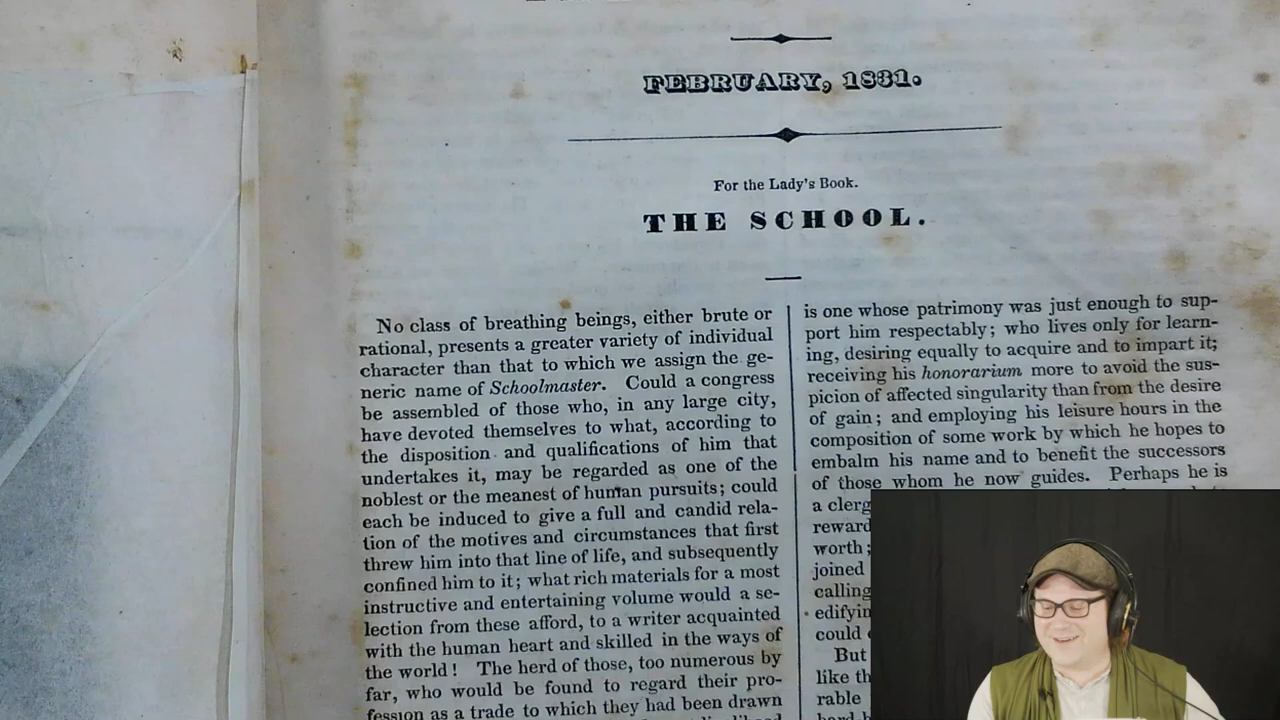 FEBRUARY, 1831.
For the Lady's Book.
THE SCHOOL.
No class of breathing beings, either brute or
rational, presents a greater variety of individual
character than that to which we assign the ge-
neric name of Schoolmaster. Could a congress
be assembled of those who, in any large city,
have devoted themselves to what, according to
the disposition and qualifications of him that
undertakes it, may be regarded as one of the
noblest or the meanest of human pursuits; could
each be induced to give a full and candid rela-
tion of the motives and circumstances that first
threw him into that line of life, and subsequently
confined him to it; what rich materials for a most
instructive and entertaining volume would a se-
lection from these afford, to a writer acquainted
with the human heart and skilled in the ways of
the world! The herd of those, too numerous by
far, who would be found to regard their pro-
fession as a trade to which they had been drawn
is one whose patrimony was just enough to sup-
port him respectably; who lives only for learn-
ing, desiring equally to acquire and to impart it;
receiving his honorarium more to avoid the sus-
picion of affected singularity than from the desire
of gain; and employing his leisure hours in the
composition of some work by which he hopes to
embalm his name and to benefit the successors
of those whom he now guides. Perhaps he is
a clerg
reward
worth;
joined
calling
edifyin
could
But
like th
rable